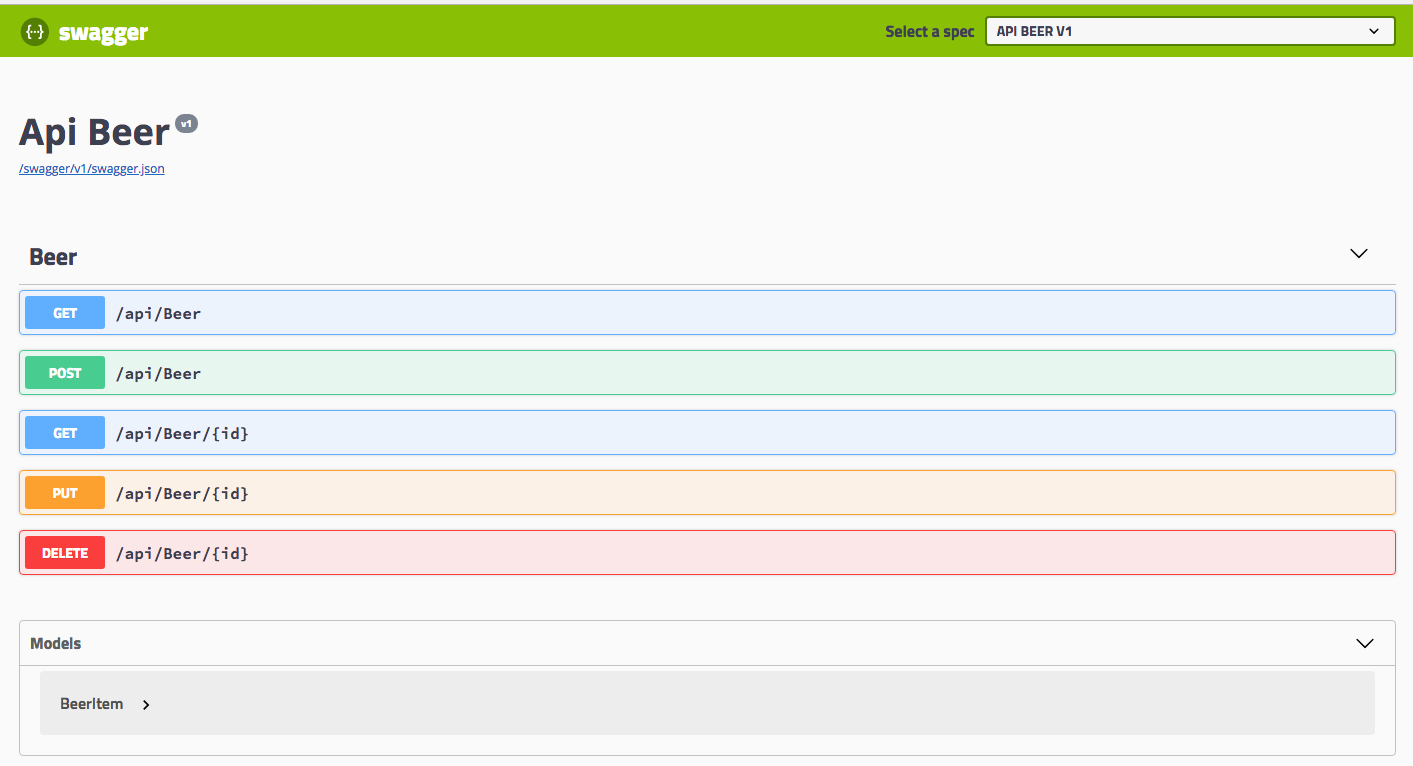 {...} swagger Select a spec API BEER V1
Api Beer v1
/swagger/v1/swagger.json
Beer
GET /api/Beer
POST /api/Beer
GET /api/Beer/{id}
PUT /api/Beer/{id}
DELETE /api/Beer/{id}
Models
BeerItem